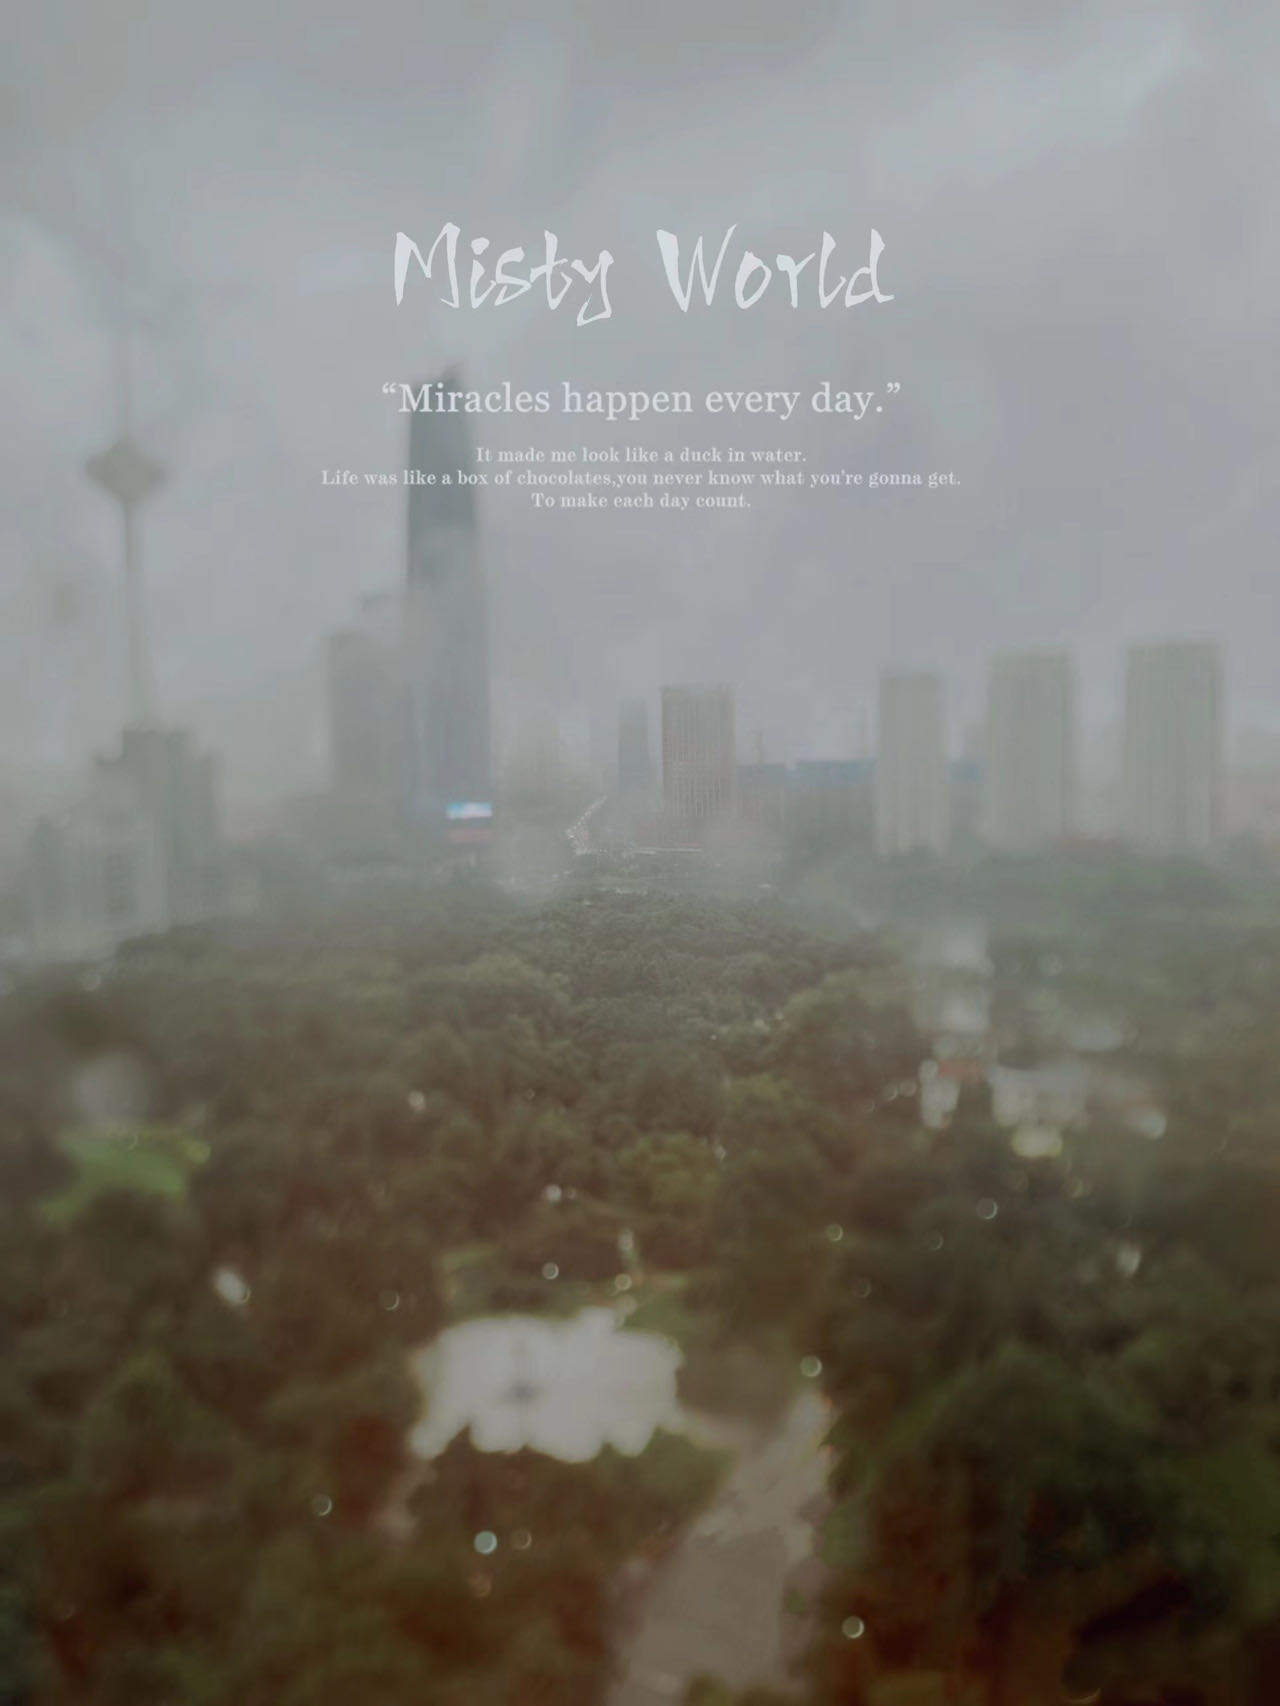 Misty World
“Miracles happen every day.”
It made me look like a duck in water.
Life was like a box of chocolates,you never know what you're gonna get.
To make each day count.